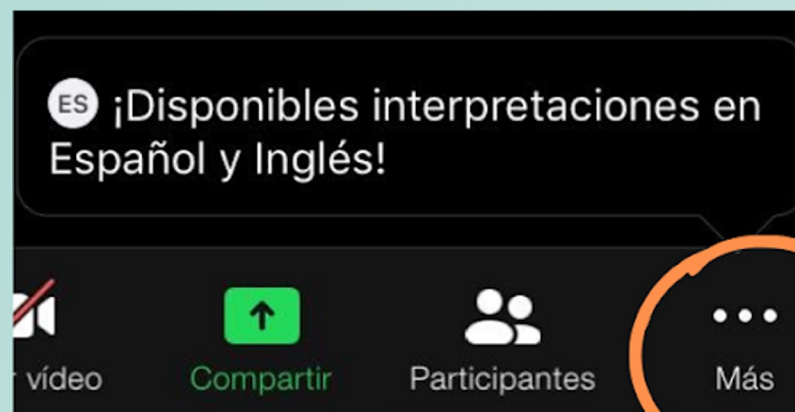 ES ¡Disponibles interpretaciones en
Español y Inglés!
vídeo Compartir Participantes Más